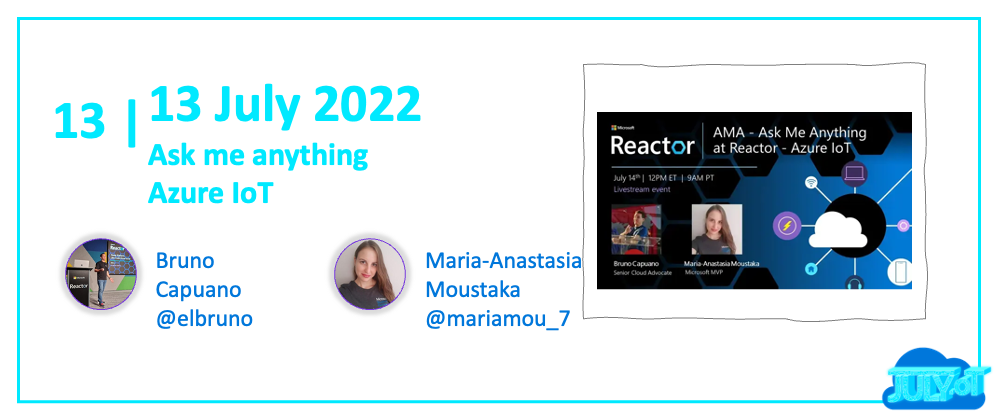 13 |
13 July 2022
Ask me anything
Azure IoT
Bruno
Capuano
@elbruno
Maria-Anastasia
Moustaka
@mariamou_7
Microsoft
Reactor
AMA - Ask Me Anything
at Reactor - Azure IoT
July 14th | 12PM ET | 9AM PT
Livestream event
Bruno Capuano
Senior Cloud Advocate
Maria-Anastasia Moustaka
Microsoft MVP
Reactor
Reactor
JULYoT